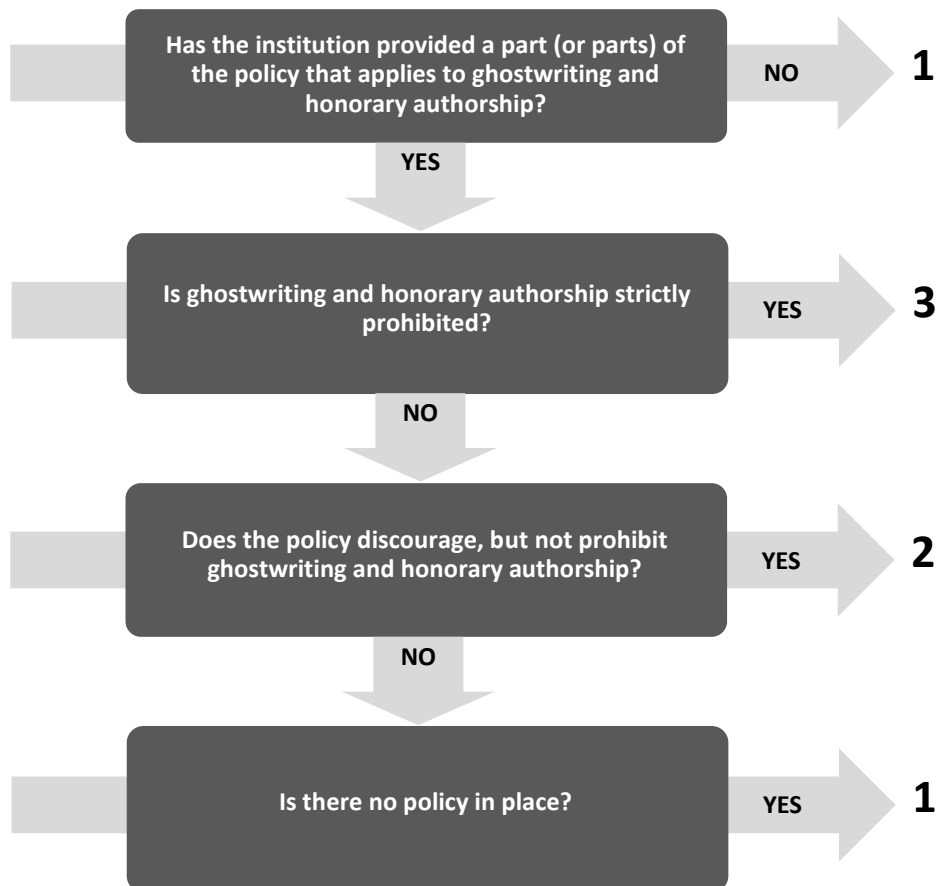 Has the institution provided a part (or parts) of
the policy that applies to ghostwriting and
honorary authorship?
NO
1
YES
Is ghostwriting and honorary authorship strictly
prohibited?
YES
3
NO
Does the policy discourage, but not prohibit
ghostwriting and honorary authorship?
YES
2
NO
Is there no policy in place?
YES
1